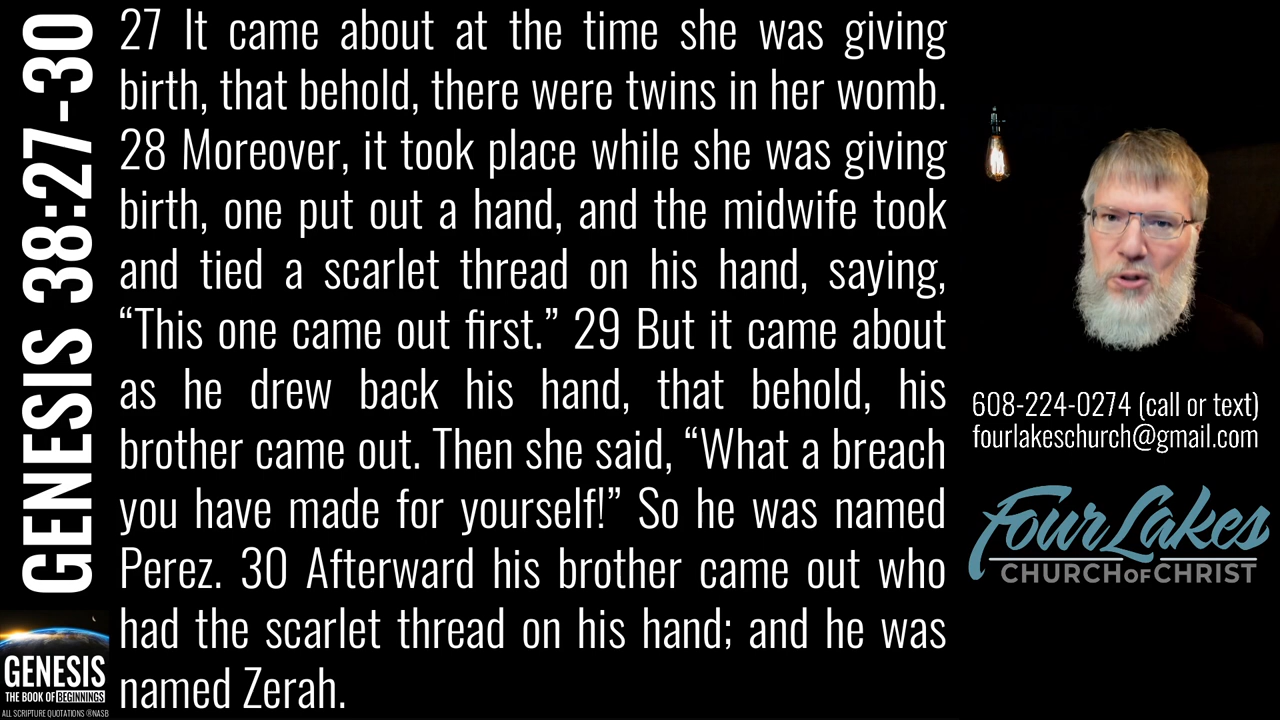 GENESIS 38:27-30
27 It came about at the time she was giving
birth, that behold, there were twins in her womb.
28 Moreover, it took place while she was giving
birth, one put out a hand, and the midwife took
and tied a scarlet thread on his hand, saying,
“This one came out first.” 29 But it came about
as he drew back his hand, that behold, his
brother came out. Then she said, “What a breach
you have made for yourself!” So he was named
Perez. 30 Afterward his brother came out who
had the scarlet thread on his hand; and he was
named Zerah.
GENESIS
THE BOOK OF BEGINNINGS
ALL SCRIPTURE QUOTATIONS ®NASB
608-224-0274 (call or text)
fourlakeschurch@gmail.com
Four Lakes
CHURCH OF CHRIST